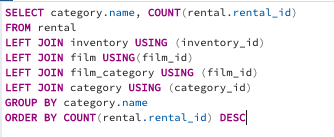 SELECT category.name, COUNT(rental.rental_id)
FROM rental
LEFT JOIN inventory USING (inventory_id)
LEFT JOIN film USING(film_id)
LEFT JOIN film_category USING (film_id)
LEFT JOIN category USING (category_id)
GROUP BY category.name
ORDER BY COUNT(rental.rental_id) DESC